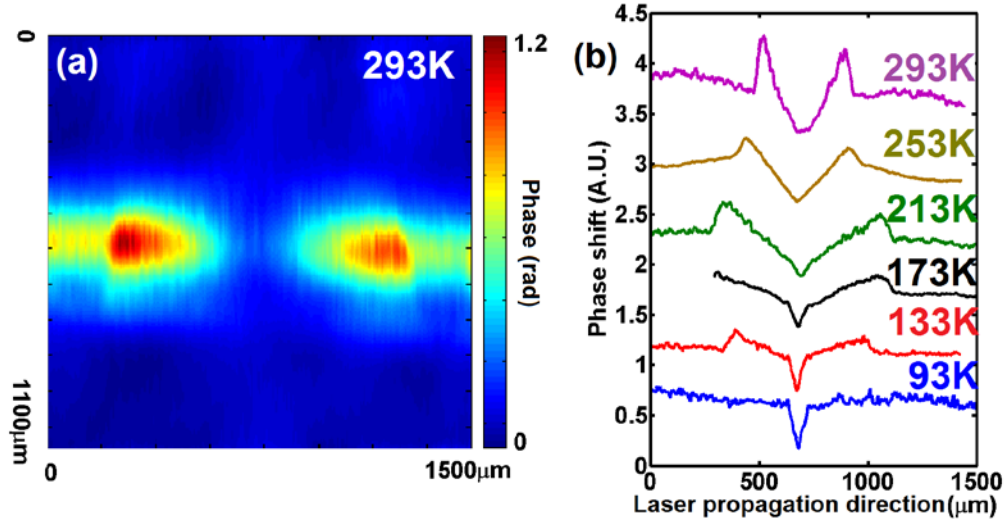 (a)
293K
0
1100μm
0
1500μm
1.2
Phase (rad)
0
(b)
4.5
4
3.5
3
2.5
2
1.5
1
0.5
0
Phase shift (A.U.)
293K
253K
213K
173K
133K
93K
0
500
1000
1500
Laser propagation direction(μm)